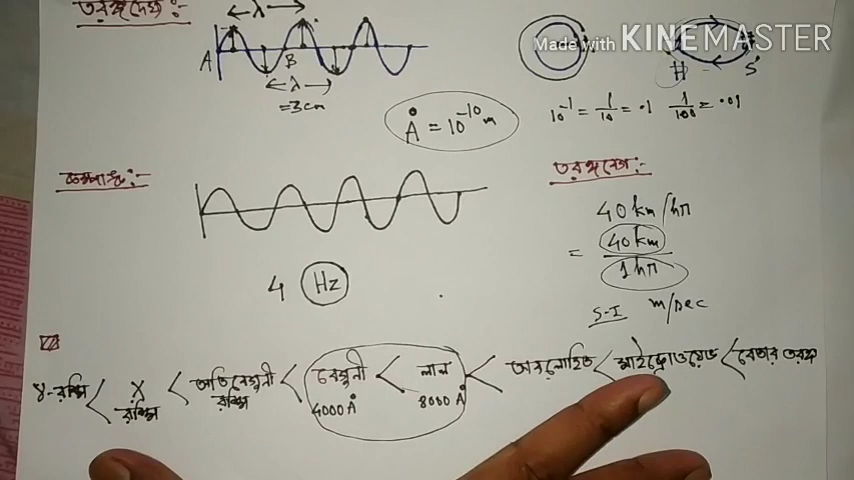 তরঙ্গদৈর্ঘ্য:-
← λ →
A B
← λ →
=3cm
Å = 10⁻¹⁰ m
Made with KINEMASTER
H S
10⁻¹ = 1/10 = .1 1/100 = .01
কম্পাঙ্ক:-
4 Hz
তরঙ্গবেগ:-
40 km/hr
= 40 km / 1 hr
S-I m/sec
γ-রশ্মি < X রশ্মি < অতিবেগুনী রশ্মি < বেগুনী 4000 Å < লাল 8000 Å < অবলোহিত < মাইক্রোওয়েভ < বেতার তরঙ্গ